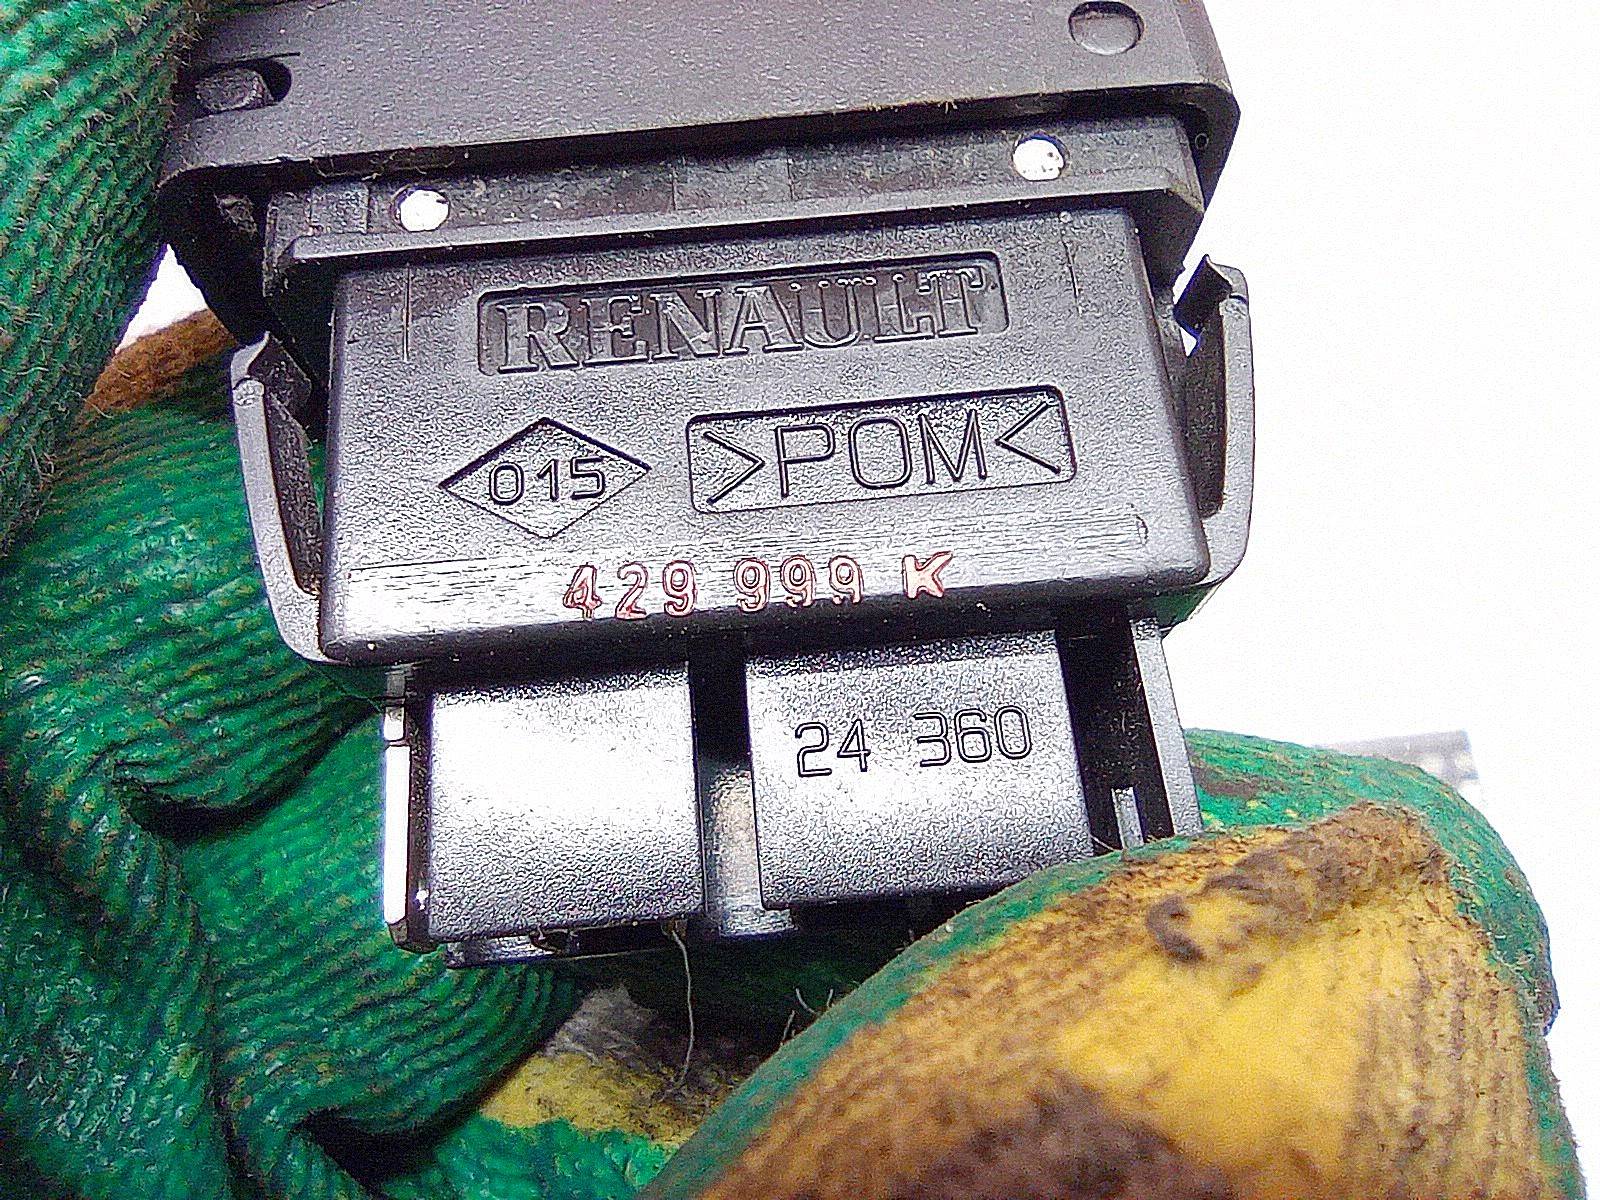 RENAULT
015 >POM<
429 999 K
24 360